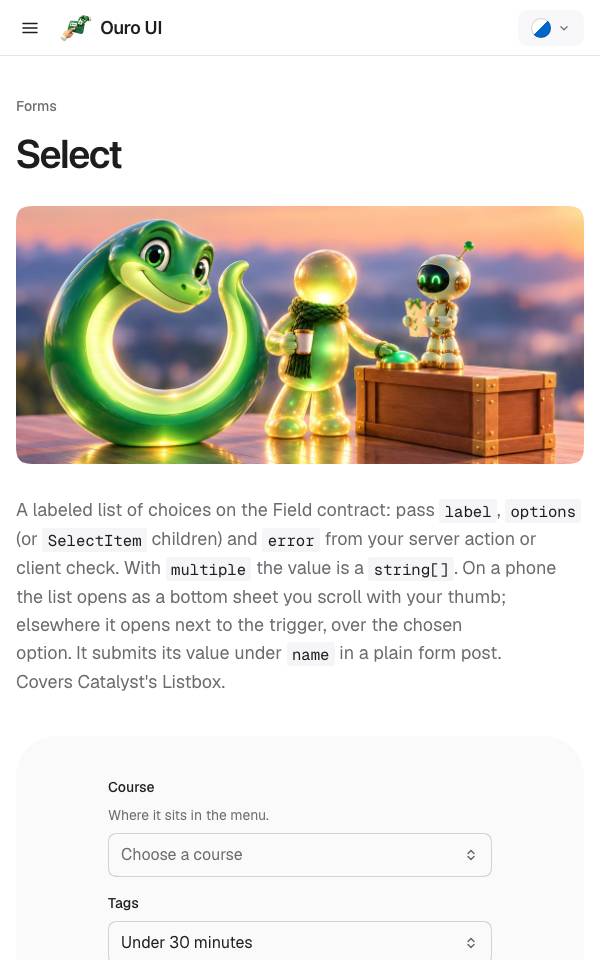 Ouro UI
Forms
Select
A labeled list of choices on the Field contract: pass label, options
(or SelectItem children) and error from your server action or
client check. With multiple the value is a string[]. On a phone
the list opens as a bottom sheet you scroll with your thumb;
elsewhere it opens next to the trigger, over the chosen
option. It submits its value under name in a plain form post.
Covers Catalyst's Listbox.
Course
Where it sits in the menu.
Choose a course
Tags
Under 30 minutes